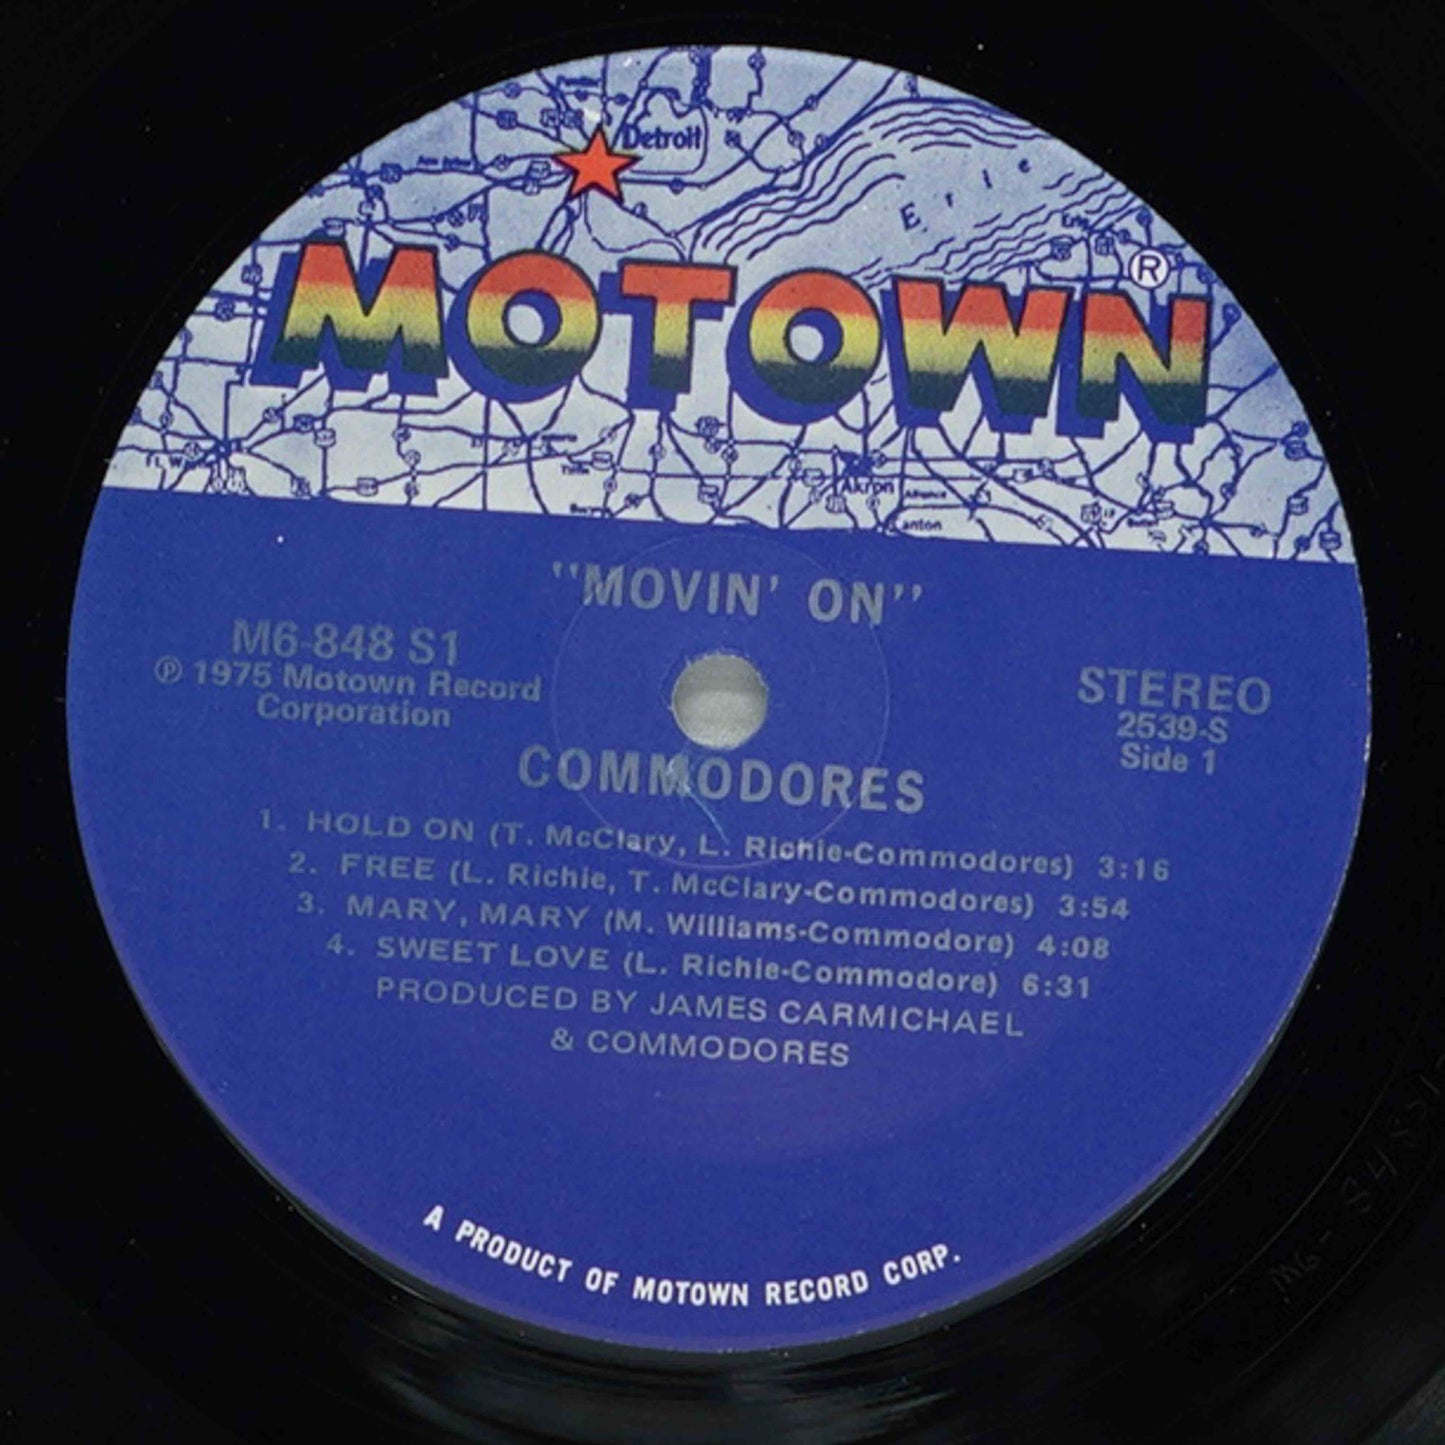 Detroit
Erie
Erie
MOTOWN®
Akron
Alliance
Canton
"MOVIN' ON"
M6-848 S1
℗ 1975 Motown Record
Corporation
STEREO
2539-S
Side 1
COMMODORES
1. HOLD ON (T. McClary, L. Richie-Commodores) 3:16
2. FREE (L. Richie, T. McClary-Commodores) 3:54
3. MARY, MARY (M. Williams-Commodore) 4:08
4. SWEET LOVE (L. Richie-Commodore) 6:31
PRODUCED BY JAMES CARMICHAEL
& COMMODORES
A PRODUCT OF MOTOWN RECORD CORP.